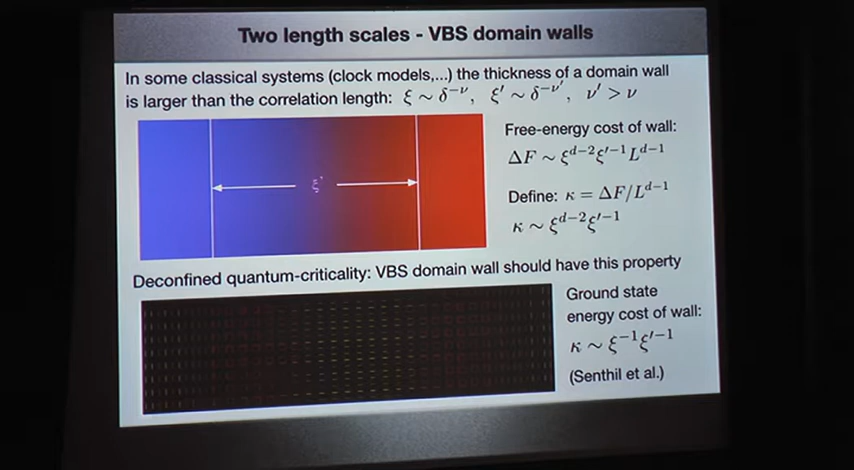 Two length scales - VBS domain walls
In some classical systems (clock models,...) the thickness of a domain wall
is larger than the correlation length: ξ ∼ δ^{−ν}, ξ′ ∼ δ^{−ν′}, ν′ > ν
Free-energy cost of wall:
ΔF ∼ ξ^{d−2}ξ′^{−1}L^{d−1}
ξ′
Define: κ = ΔF/L^{d−1}
κ ∼ ξ^{d−2}ξ′^{−1}
Deconfined quantum-criticality: VBS domain wall should have this property
Ground state
energy cost of wall:
κ ∼ ξ^{−1}ξ′^{−1}
(Senthil et al.)